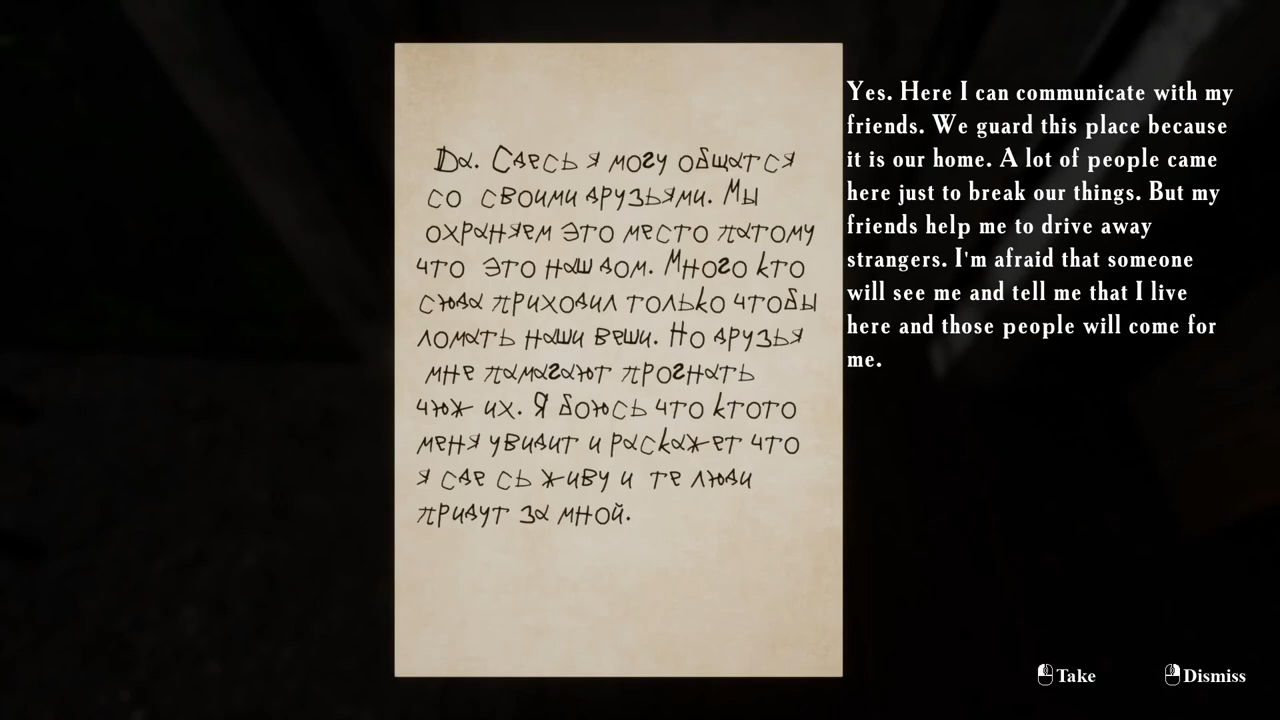 Да. Сдесь я могу общатся
со своими друзьями. Мы
охраняем это место патому
что это наш дом. Много кто
сюда приходил только чтобы
ломать наши веши. Но друзья
мне памагают прогнать
чюж их. Я боюсь что ктото
меня увидит и раскажет что
я сде сь живу и те люди
придут за мной.
Yes. Here I can communicate with my
friends. We guard this place because
it is our home. A lot of people came
here just to break our things. But my
friends help me to drive away
strangers. I'm afraid that someone
will see me and tell me that I live
here and those people will come for
me.
Take
Dismiss